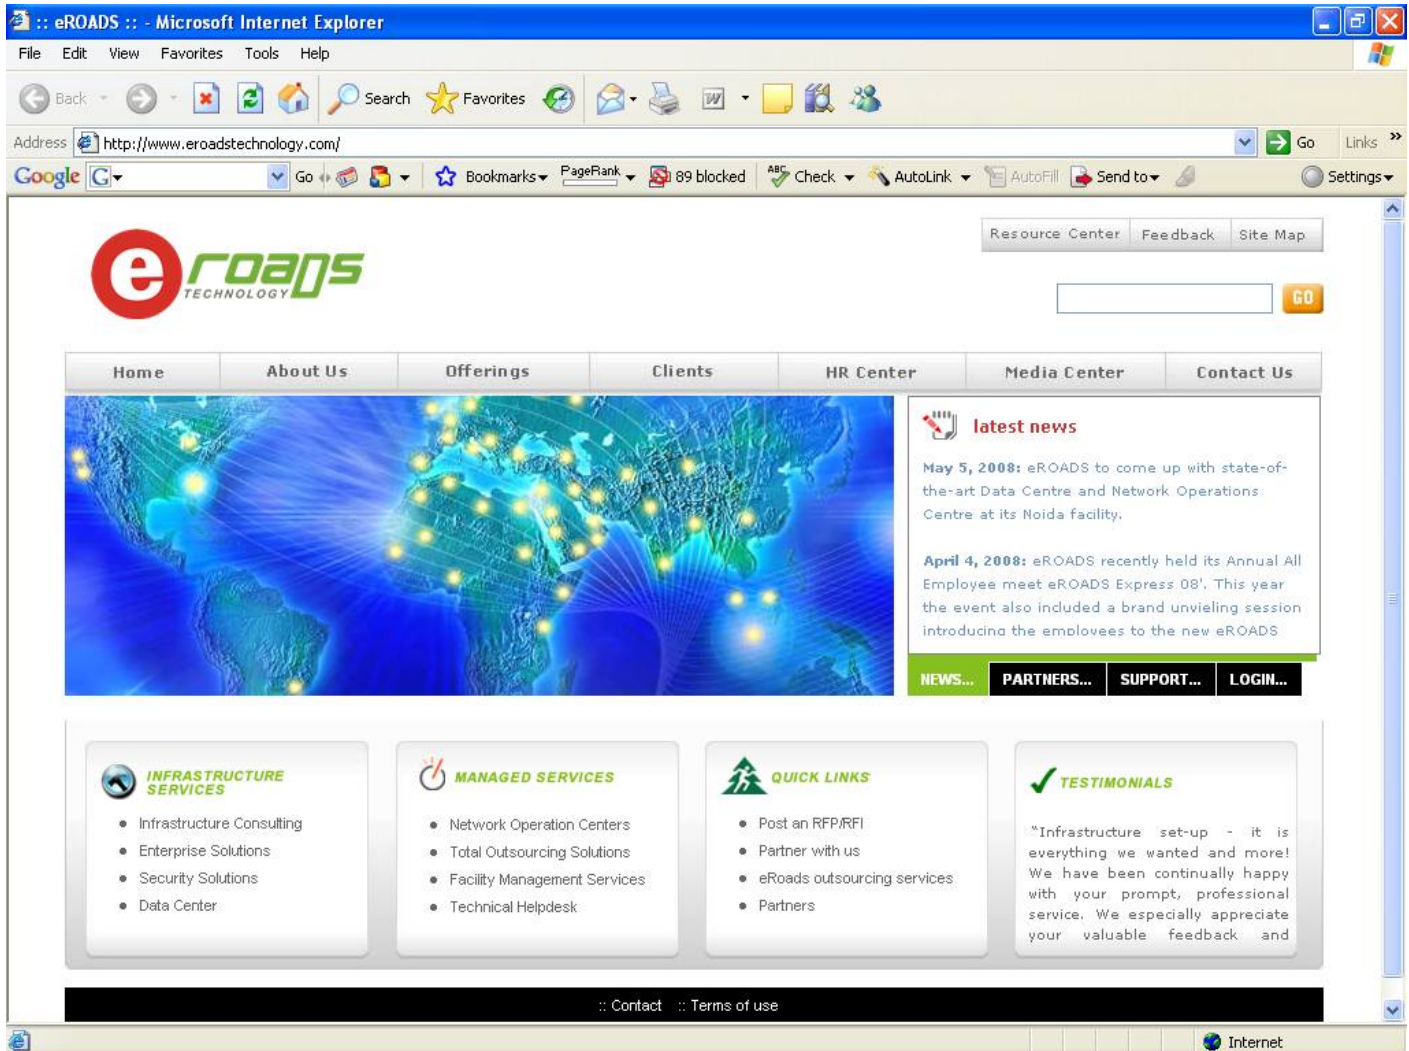 :: eROADS :: - Microsoft Internet Explorer
File Edit View Favorites Tools Help
Back Search Favorites
Address http://www.eroadstechnology.com/ Go Links »
Google G Go Bookmarks PageRank 89 blocked ABC Check AutoLink AutoFill Send to Settings
Resource Center Feedback Site Map
e roads
TECHNOLOGY
GO
Home About Us Offerings Clients HR Center Media Center Contact Us
latest news
May 5, 2008: eROADS to come up with state-of-
the-art Data Centre and Network Operations
Centre at its Noida facility.
April 4, 2008: eROADS recently held its Annual All
Employee meet eROADS Express 08'. This year
the event also included a brand unvieling session
introducing the employees to the new eROADS
NEWS... PARTNERS... SUPPORT... LOGIN...
INFRASTRUCTURE
SERVICES
Infrastructure Consulting
Enterprise Solutions
Security Solutions
Data Center
MANAGED SERVICES
Network Operation Centers
Total Outsourcing Solutions
Facility Management Services
Technical Helpdesk
QUICK LINKS
Post an RFP/RFI
Partner with us
eRoads outsourcing services
Partners
TESTIMONIALS
"Infrastructure set-up - it is
everything we wanted and more!
We have been continually happy
with your prompt, professional
service. We especially appreciate
your valuable feedback and
:: Contact :: Terms of use
Internet